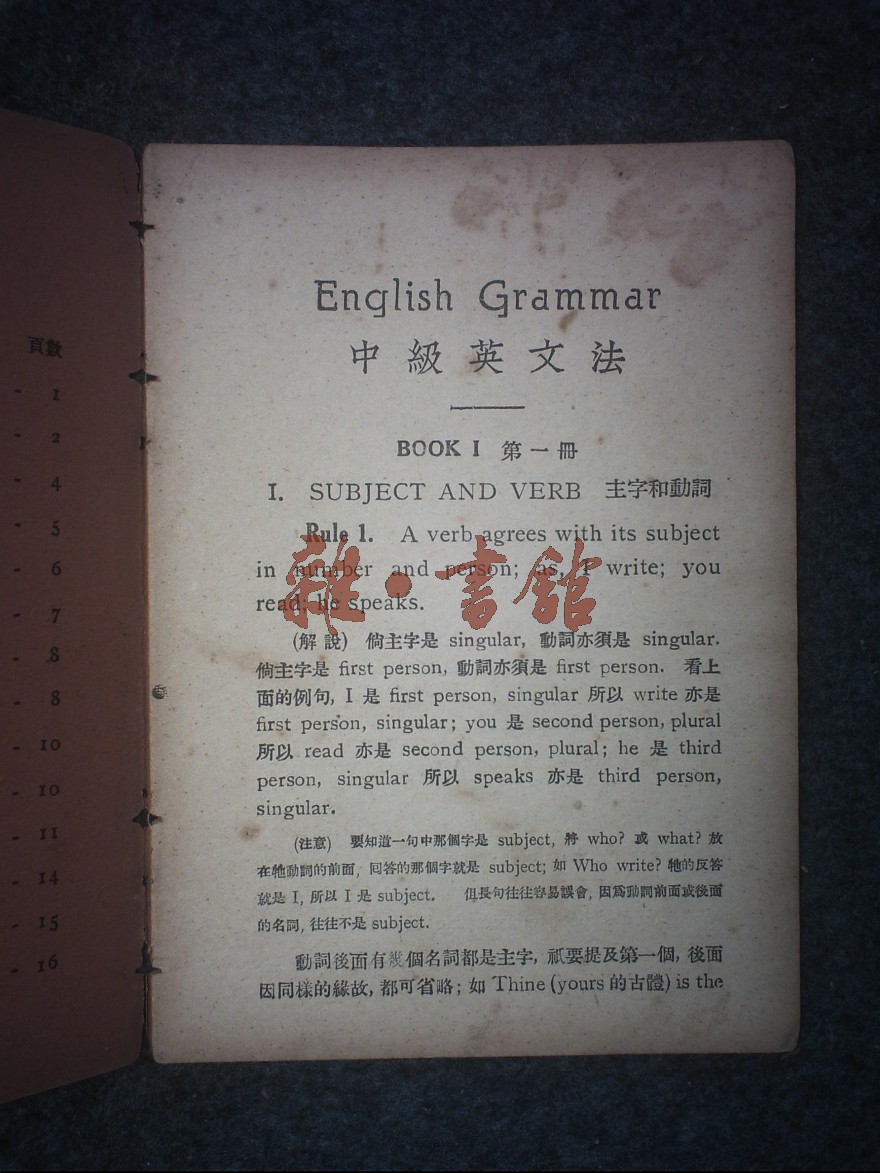 頁數
- 1
- 2
- 4
- 5
- 6
- 7
- 8
- 8
- 10
- 10
- 11
- 14
- 15
- 16
English Grammar
中級英文法
BOOK I 第一冊
I. SUBJECT AND VERB 主字和動詞
Rule 1. A verb agrees with its subject
in number and person; as, I write; you
read; he speaks.
雜·書館
(解說) 倘主字是 singular, 動詞亦須是 singular.
倘主字是 first person, 動詞亦須是 first person. 看上
面的例句, I 是 first person, singular 所以 write 亦是
first person, singular; you 是 second person, plural
所以 read 亦是 second person, plural; he 是 third
person, singular 所以 speaks 亦是 third person,
singular.
(注意) 要知道一句中那個字是 subject, 將 who? 或 what? 放
在牠動詞的前面, 回答的那個字就是 subject; 如 Who write? 牠的反答
就是 I, 所以 I 是 subject. 但長句往往容易誤會, 因爲動詞前面或後面
的名詞, 往往不是 subject.
動詞後面有幾個名詞都是主字, 祇要提及第一個, 後面
因同樣的緣故, 都可省略; 如 Thine (yours 的古體) is the